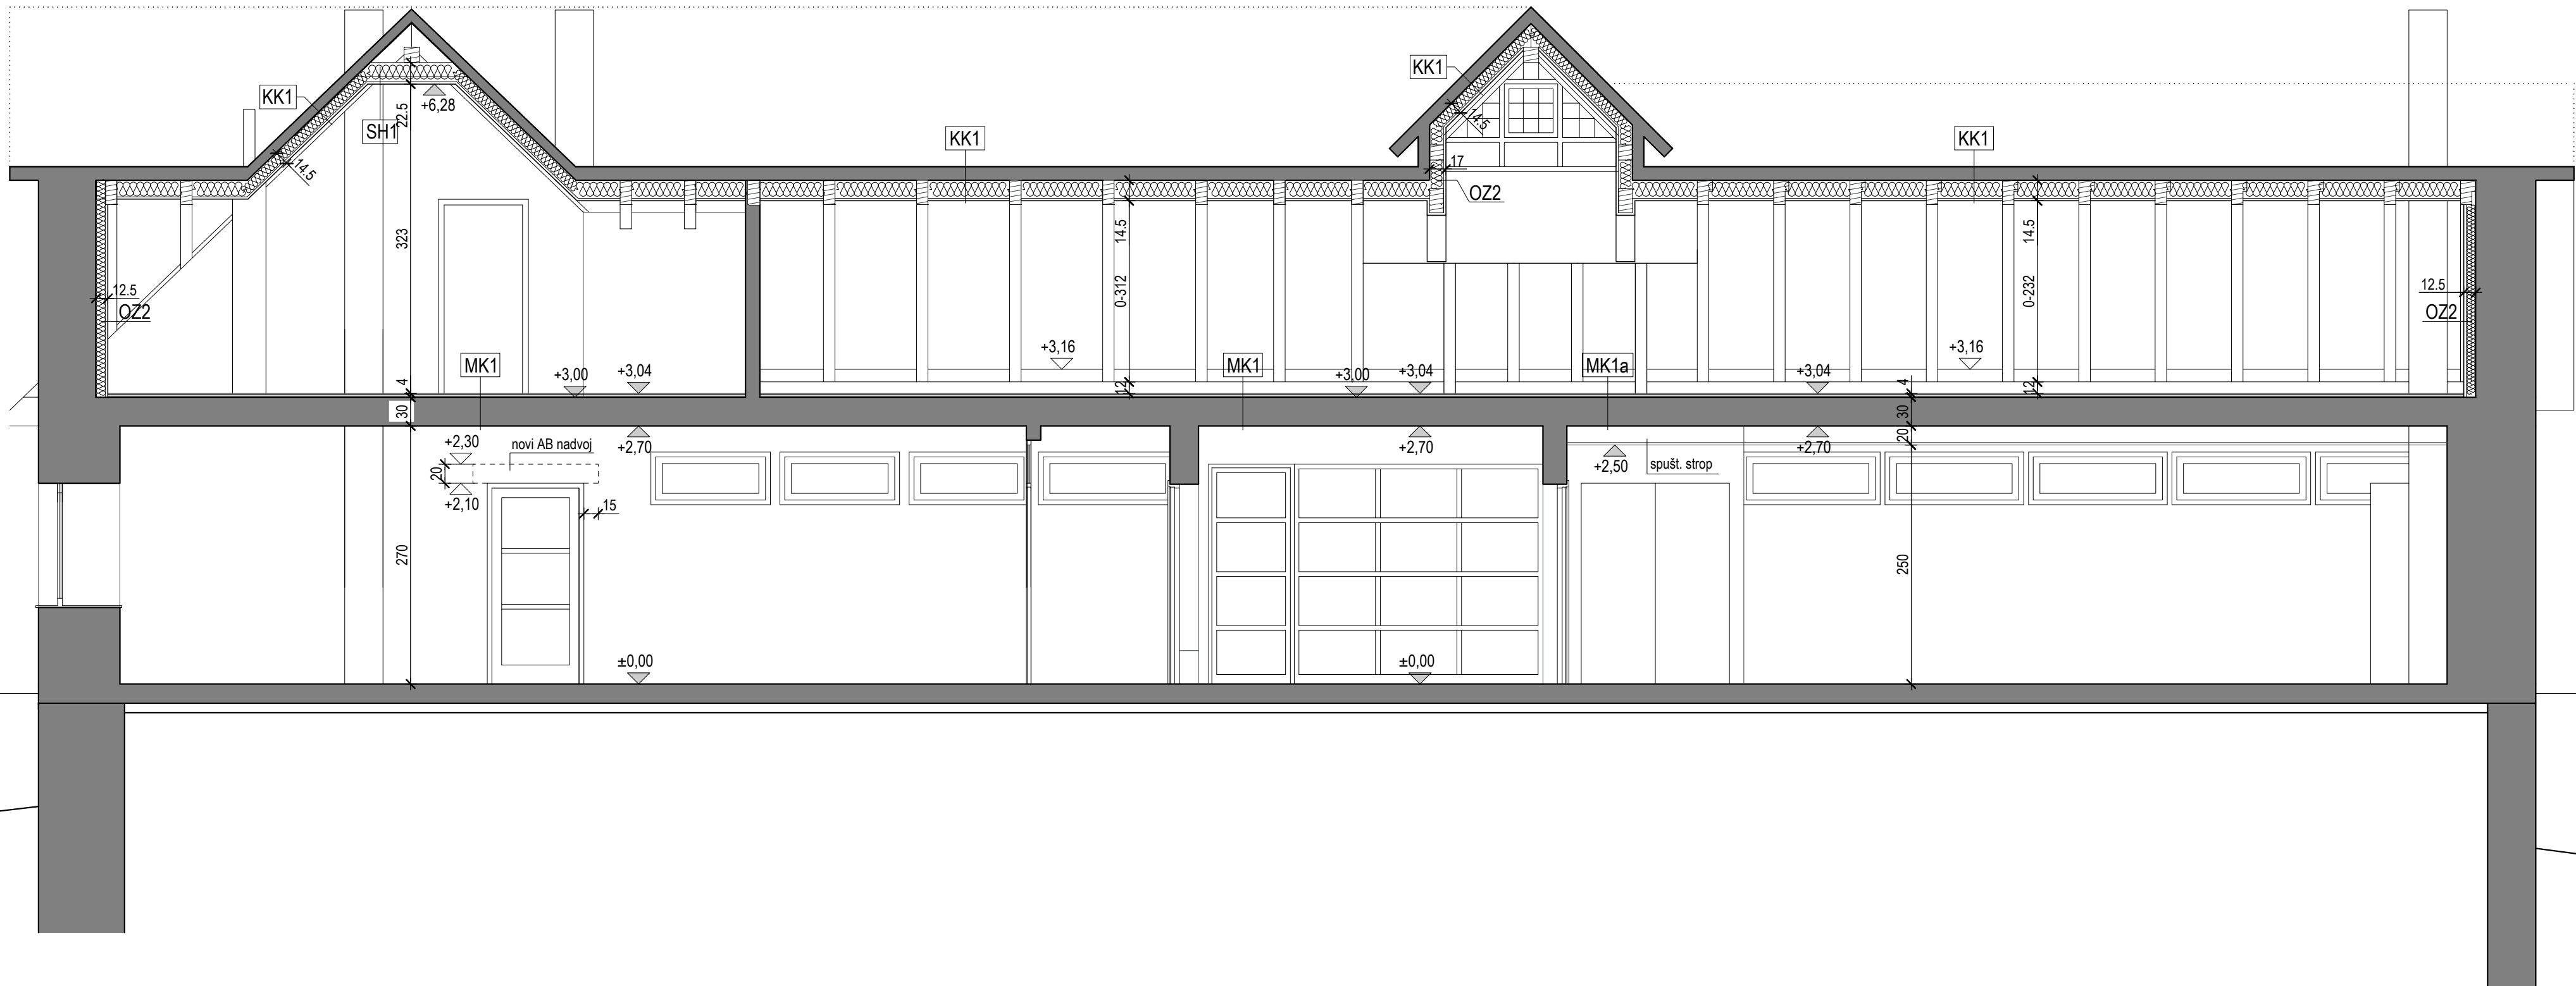 KK1
KK1
+6,28
22.5
SH1
14.5
KK1
KK1
14.5
17
OZ2
323
14.5
14.5
0-312
0-232
12.5
OZ2
12.5
OZ2
MK1
+3,16
MK1
MK1a
+3,16
+3,00
+3,04
+3,00
+3,04
+3,04
4
12
4
12
30
30
+2,30
novi AB nadvoj
+2,70
+2,70
20
+2,70
20
+2,10
+2,50
spušt. strop
15
270
250
±0,00
±0,00